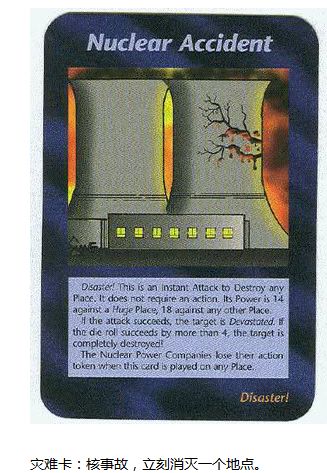 Nuclear Accident
Disaster! This is an Instant Attack to Destroy any
Place. It does not require an action. Its Power is 14
against a Huge Place, 18 against any other Place.
If the attack succeeds, the target is Devastated. If
the die roll succeeds by more than 4, the target is
completely destroyed!
The Nuclear Power Companies lose their action
token when this card is played on any Place.
Disaster!
灾难卡：核事故，立刻消灭一个地点。